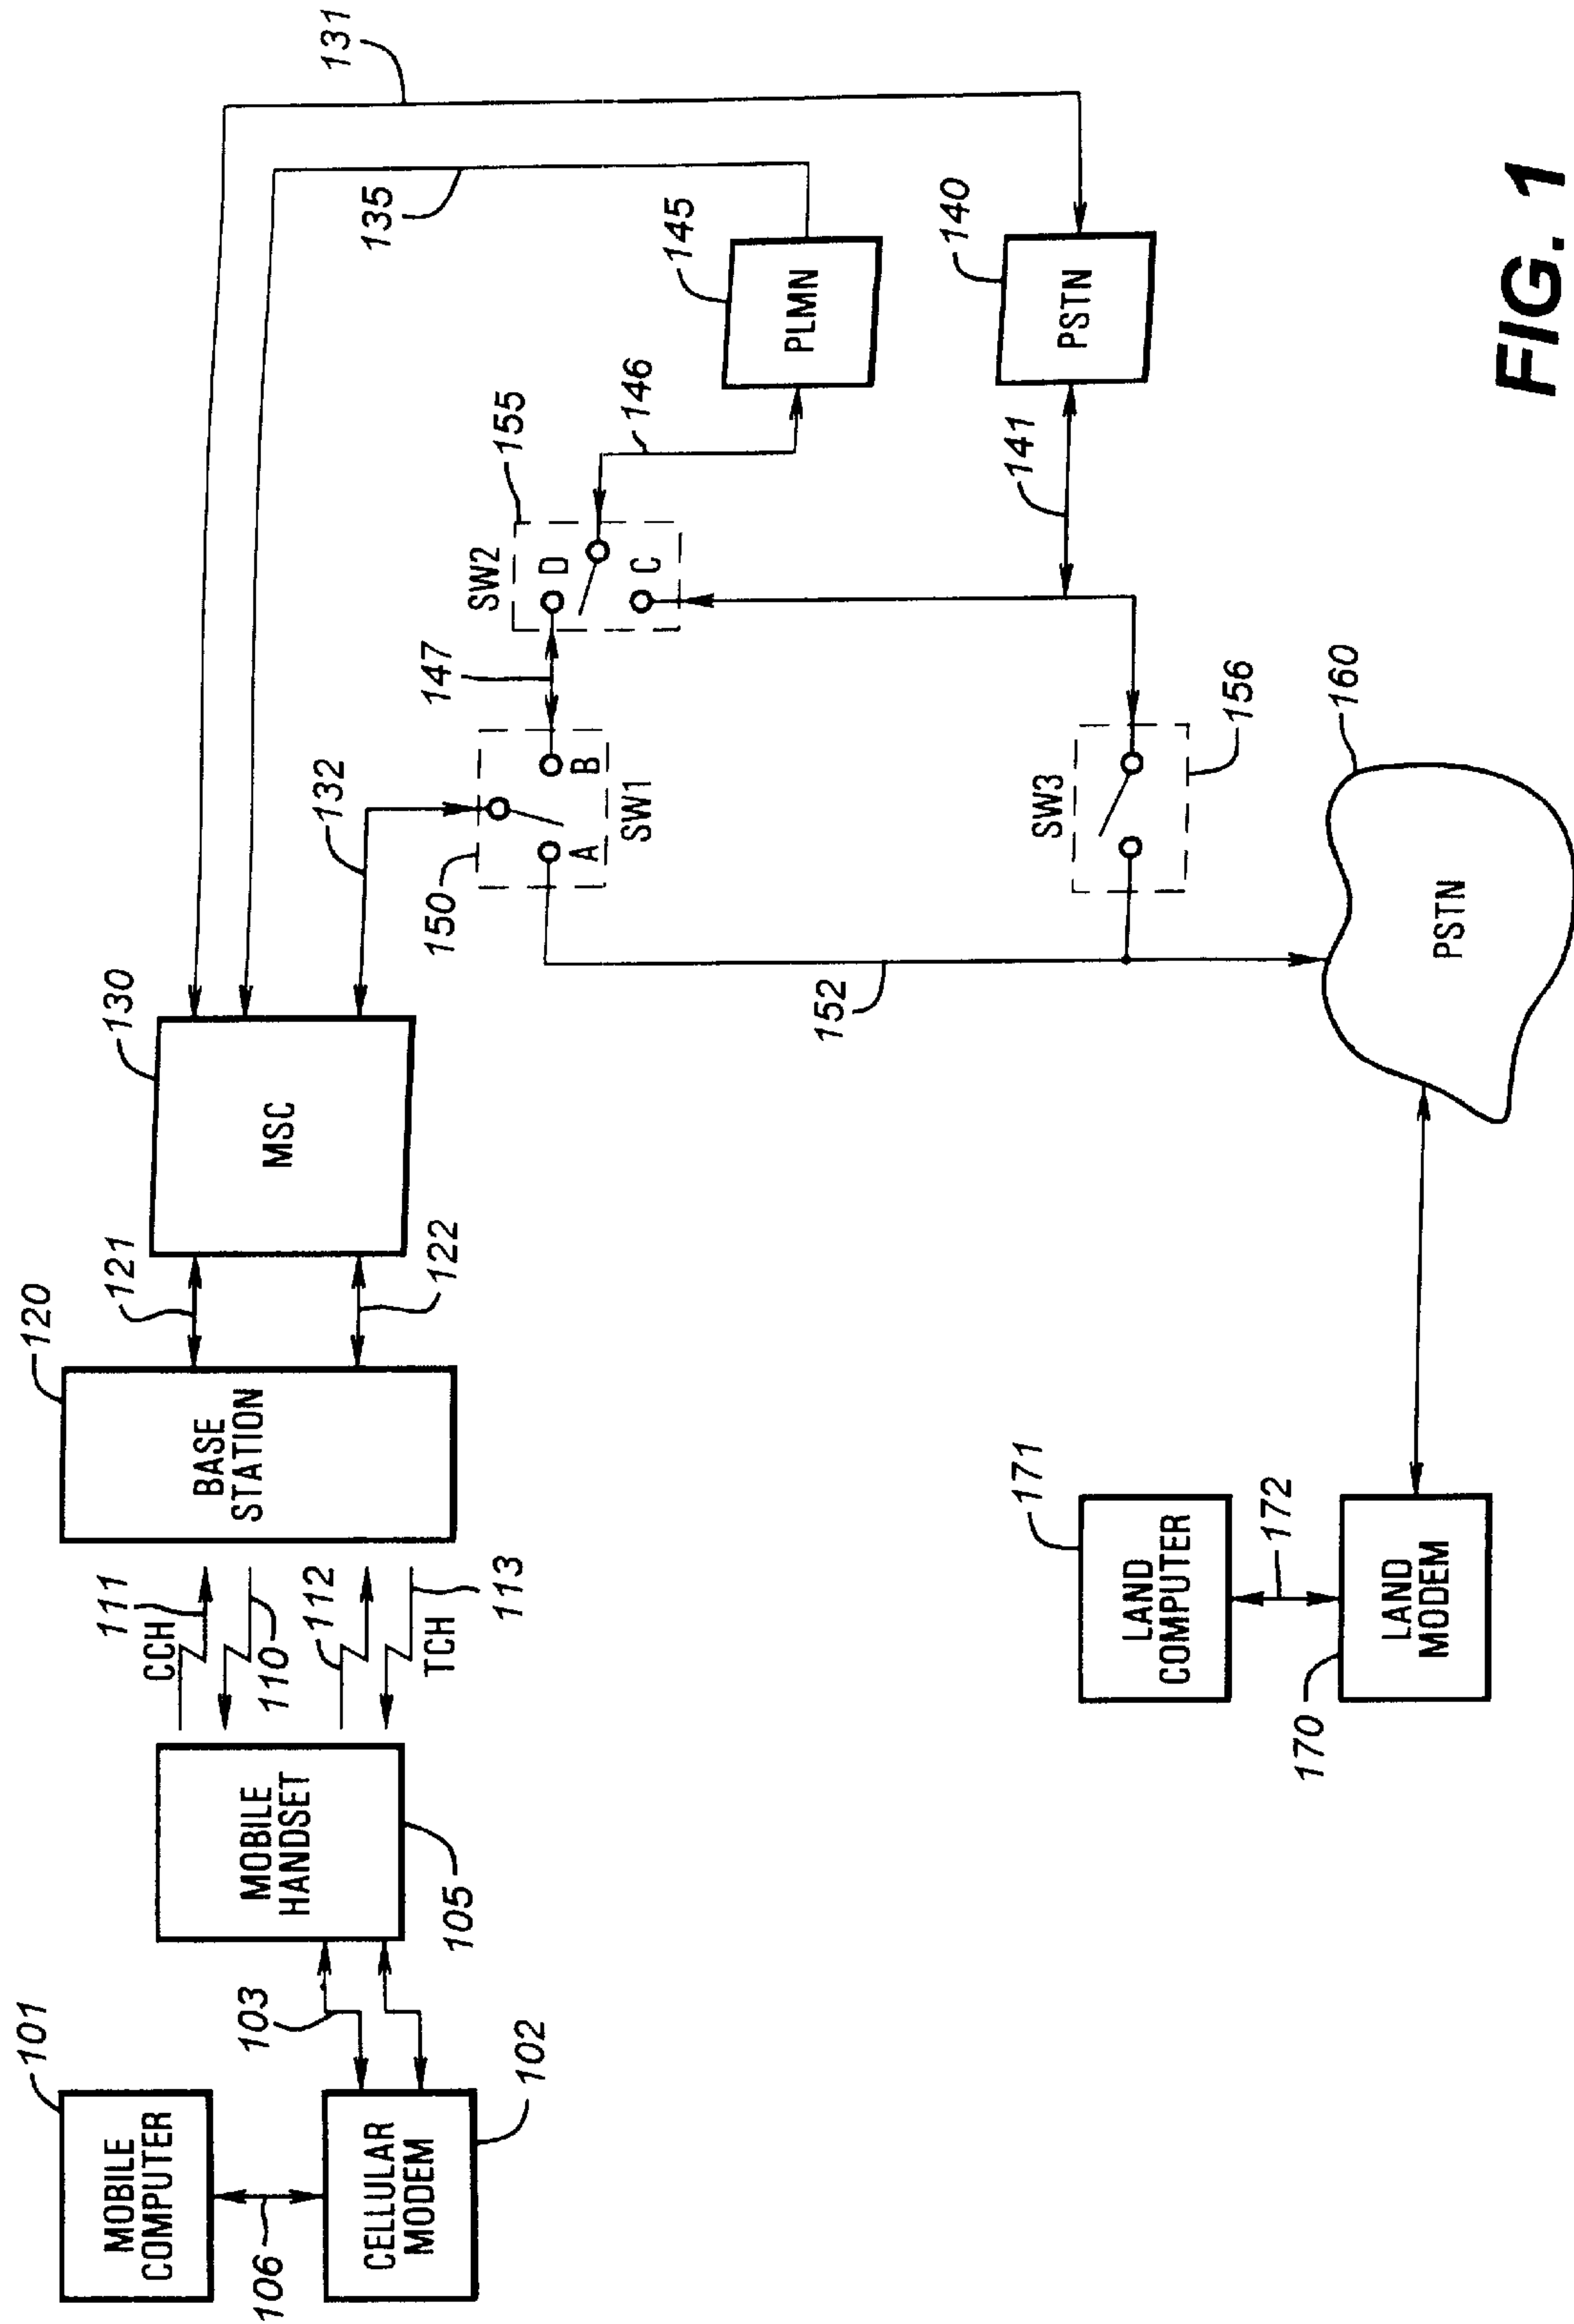 101
MOBILE
COMPUTER
106
CELLULAR
MODEM
102
103
MOBILE
HANDSET
105
CCH
111
110
112
TCH
113
120
BASE
STATION
121
122
130
MSC
132
150
A
B
SW1
147
SW2
D
C
155
146
135
131
PLMN
145
PSTN
140
141
152
SW3
156
160
PSTN
171
LAND
COMPUTER
172
LAND
MODEM
170
FIG. 1